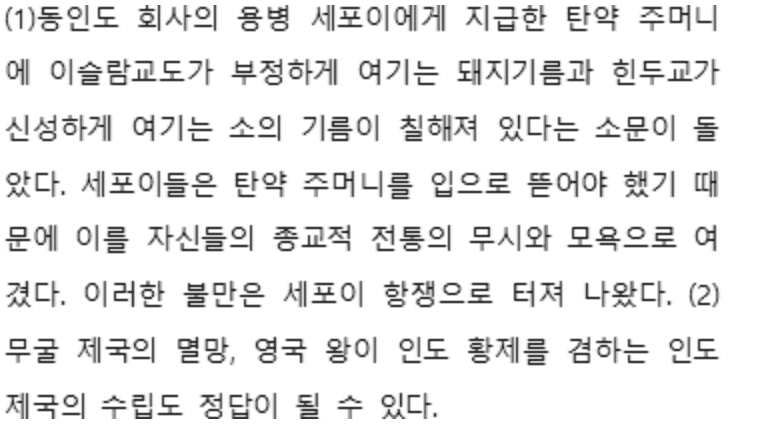 (1)동인도 회사의 용병 세포이에게 지급한 탄약 주머니
에 이슬람교도가 부정하게 여기는 돼지기름과 힌두교가
신성하게 여기는 소의 기름이 칠해져 있다는 소문이 돌
았다. 세포이들은 탄약 주머니를 입으로 뜯어야 했기 때
문에 이를 자신들의 종교적 전통의 무시와 모욕으로 여
겼다. 이러한 불만은 세포이 항쟁으로 터져 나왔다. (2)
무굴 제국의 멸망, 영국 왕이 인도 황제를 겸하는 인도
제국의 수립도 정답이 될 수 있다.